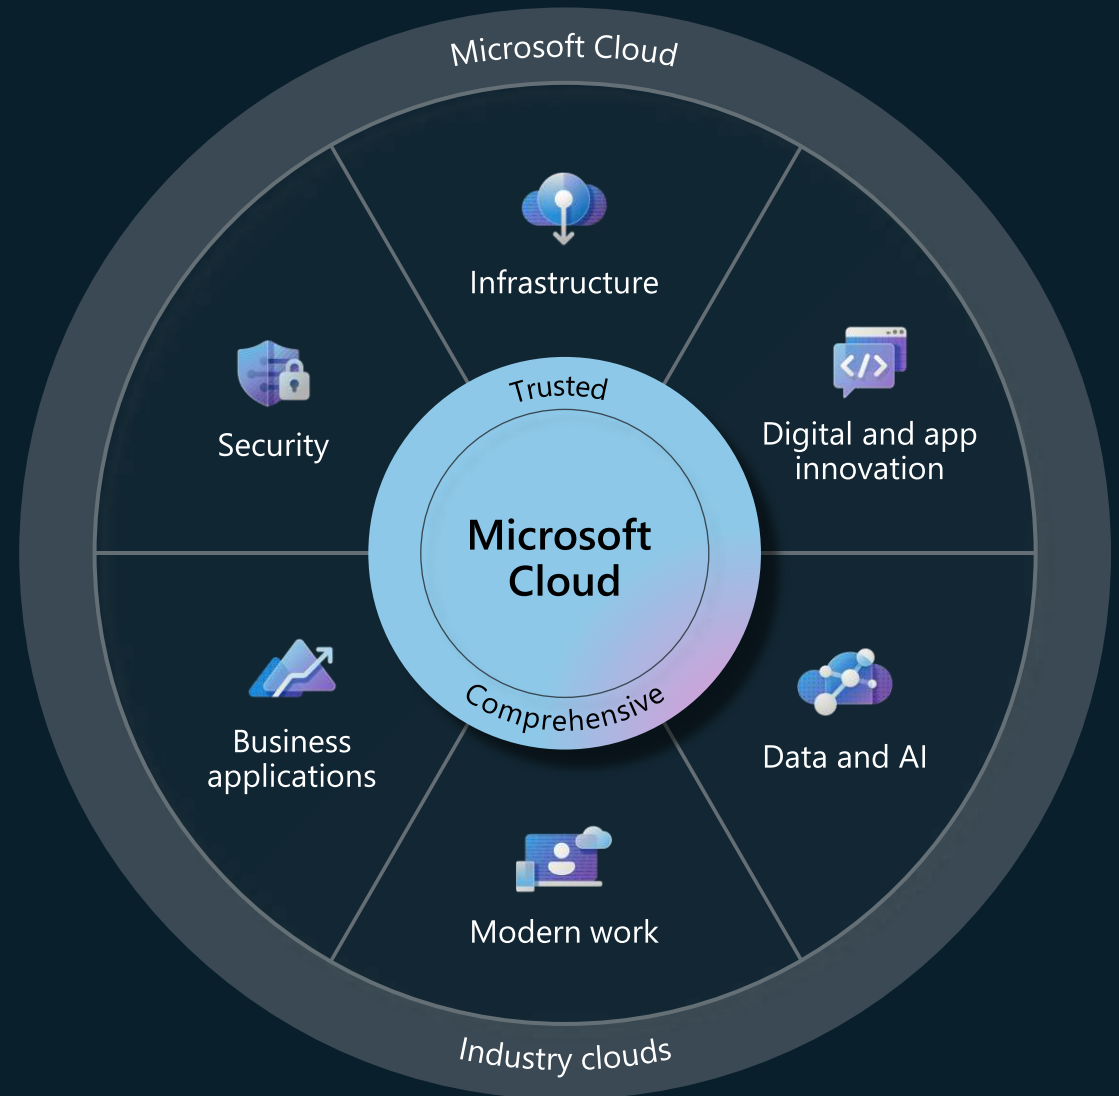 Microsoft Cloud
Infrastructure
Digital and app
innovation
Security
Trusted
Microsoft
Cloud
Comprehensive
Business
applications
Data and AI
Modern work
Industry clouds